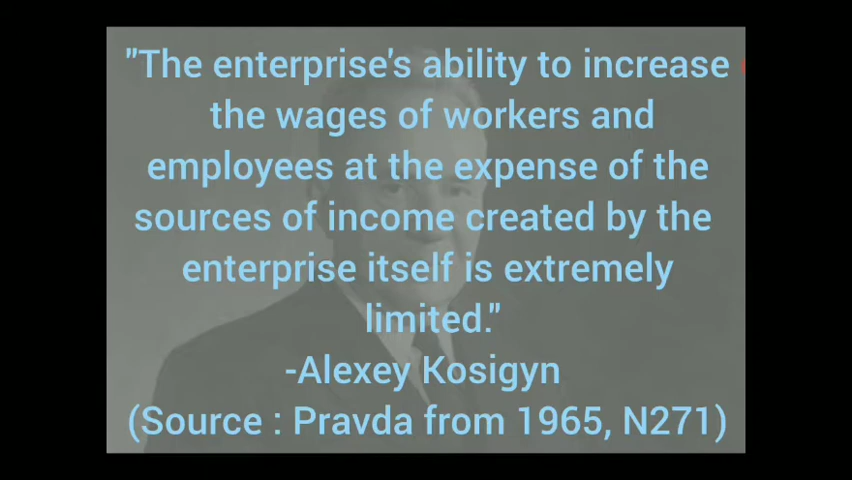 "The enterprise's ability to increase
the wages of workers and
employees at the expense of the
sources of income created by the
enterprise itself is extremely
limited."
-Alexey Kosigyn
(Source : Pravda from 1965, N271)